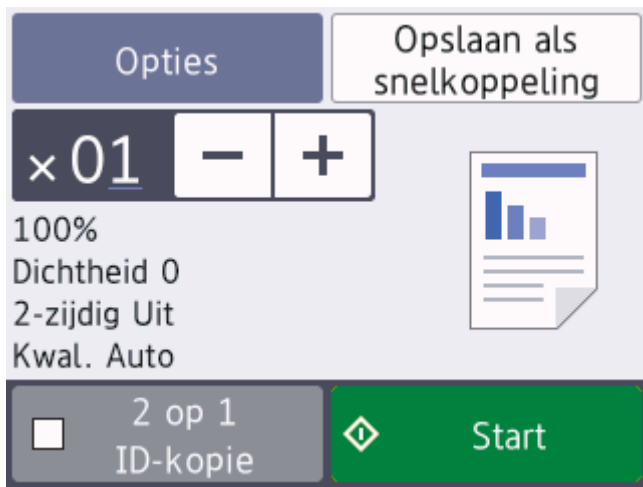 Opties
Opslaan als
snelkoppeling
× 01
− +
100%
Dichtheid 0
2-zijdig Uit
Kwal. Auto
2 op 1
ID-kopie
Start